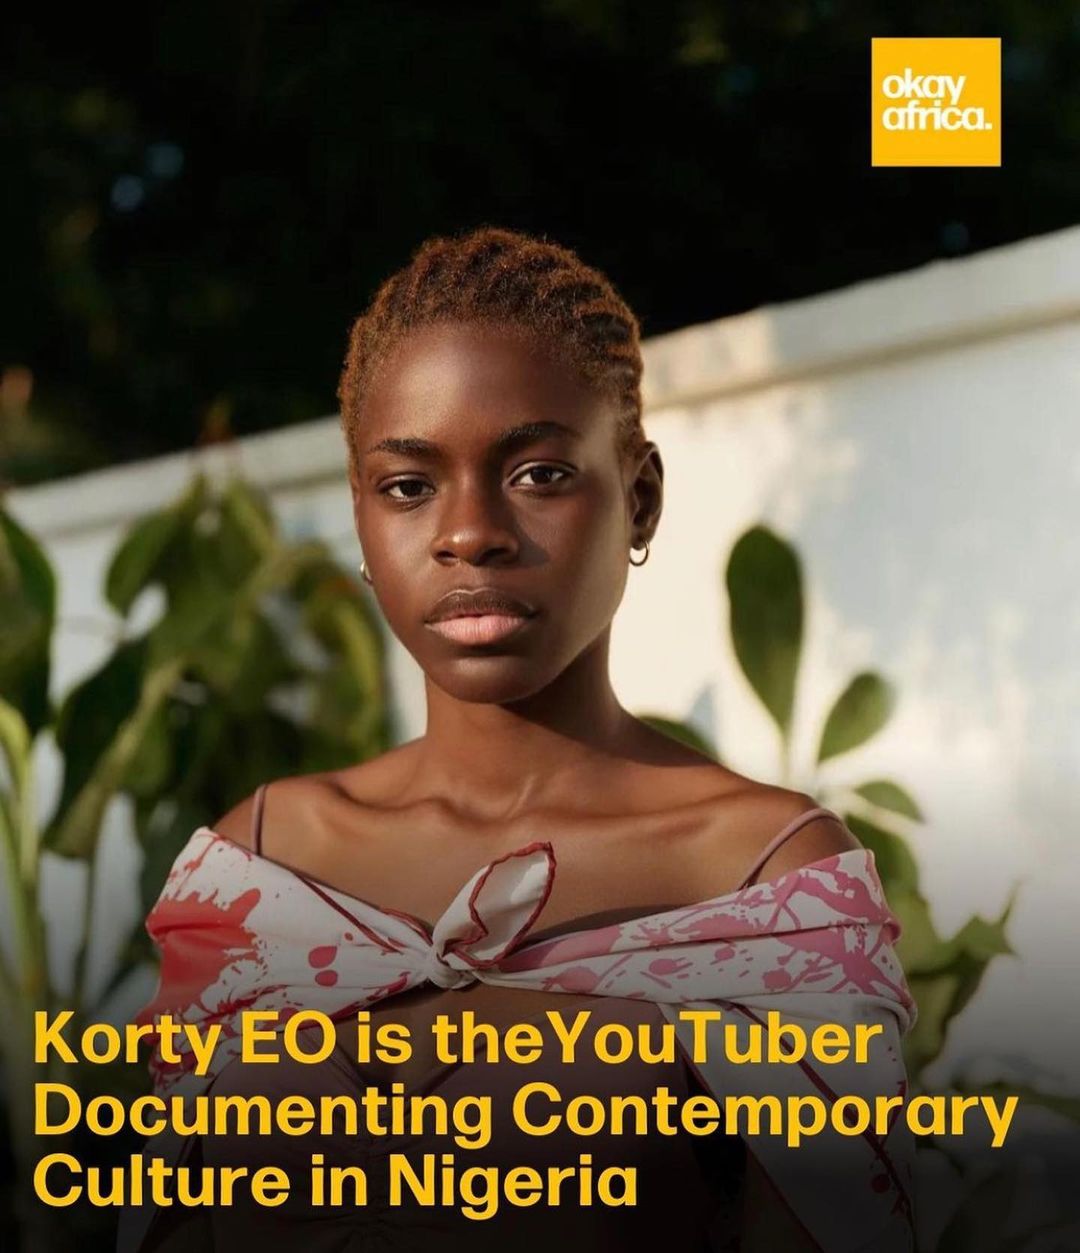 okay
africa.
Korty EO is theYouTuber
Documenting Contemporary
Culture in Nigeria